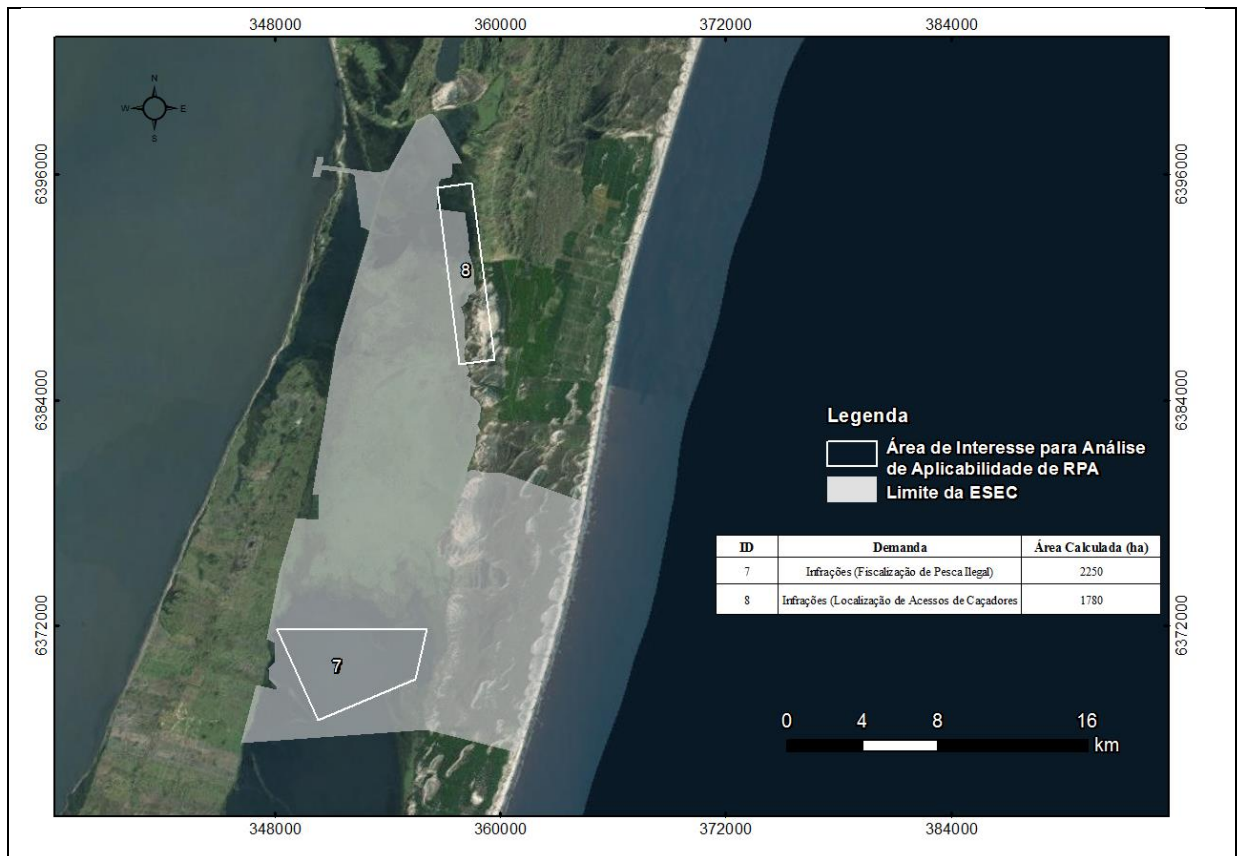 348000 360000 372000 384000
N
W E
S
6396000 6396000
8
6384000 6384000
Legenda
Área de Interesse para Análise
de Aplicabilidade de RPA
Limite da ESEC
ID Demanda Área Calculada (ha)
7 Infrações (Fiscalização de Pesca Ilegal) 2250
8 Infrações (Localização de Acessos de Caçadores 1780
6372000 6372000
7
0 4 8 16
km
348000 360000 372000 384000